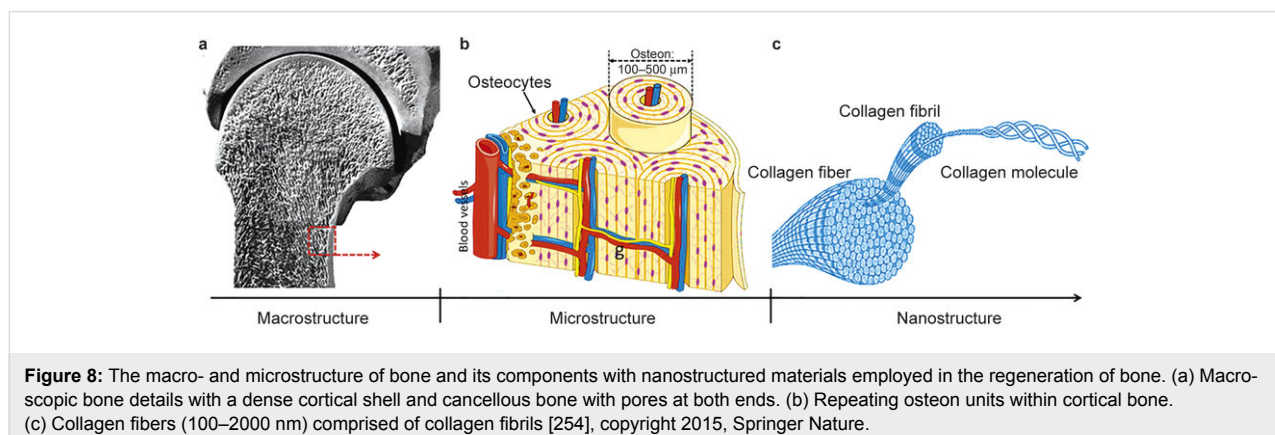 a
b
Osteon:
c
100–500 μm
Osteocytes
Collagen fibril
Collagen fiber
Collagen molecule
Blood vessels
g
Macrostructure
Microstructure
Nanostructure
Figure 8: The macro- and microstructure of bone and its components with nanostructured materials employed in the regeneration of bone. (a) Macro-
scopic bone details with a dense cortical shell and cancellous bone with pores at both ends. (b) Repeating osteon units within cortical bone.
(c) Collagen fibers (100–2000 nm) comprised of collagen fibrils [254], copyright 2015, Springer Nature.